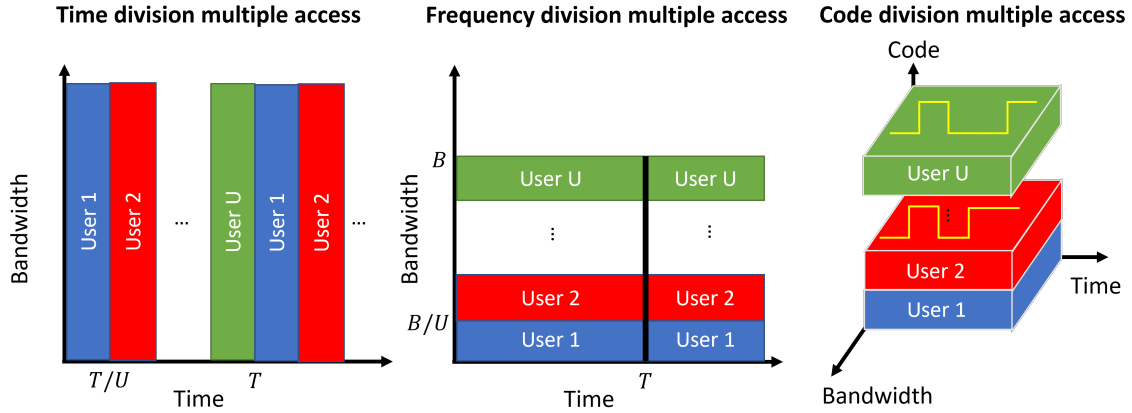 Time division multiple access
Bandwidth
User 1
User 2
...
User U
User 1
User 2
...
T/U
T
Time
Frequency division multiple access
Bandwidth
B
User U
User U
...
...
User 2
User 2
B/U
User 1
User 1
T
Time
Code division multiple access
Code
User U
...
User 2
User 1
Time
Bandwidth